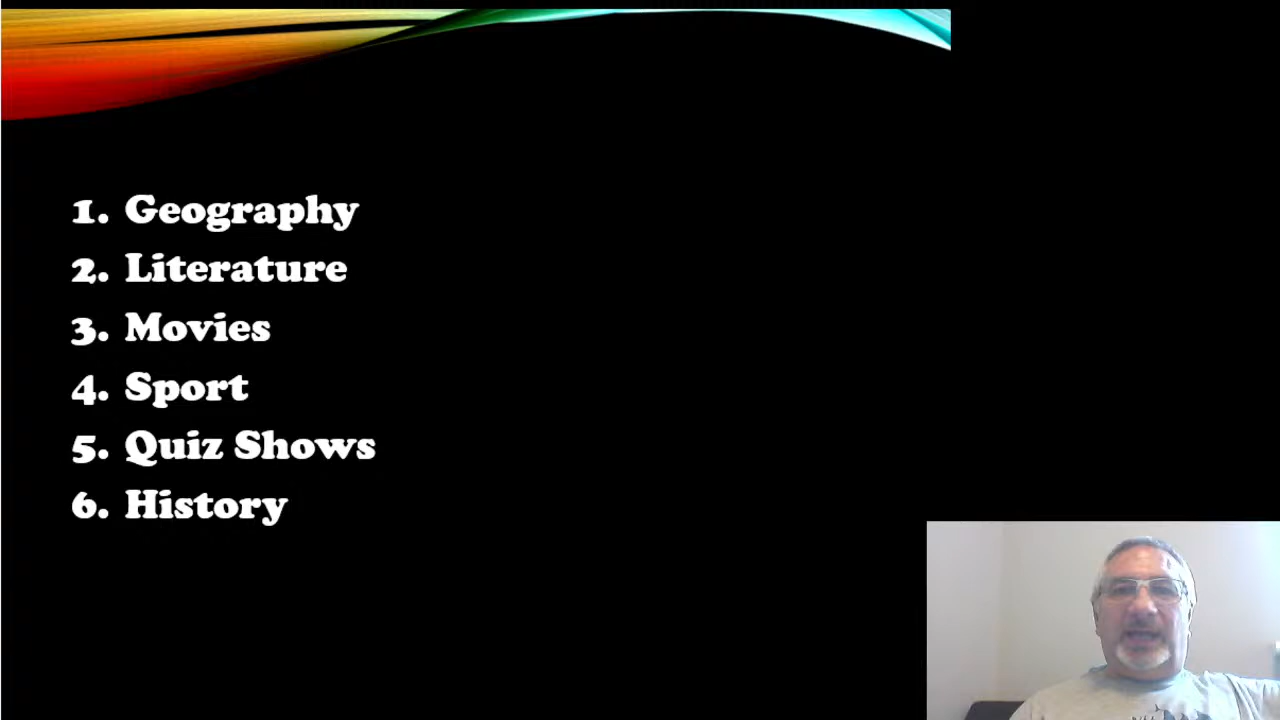 1. Geography
2. Literature
3. Movies
4. Sport
5. Quiz Shows
6. History